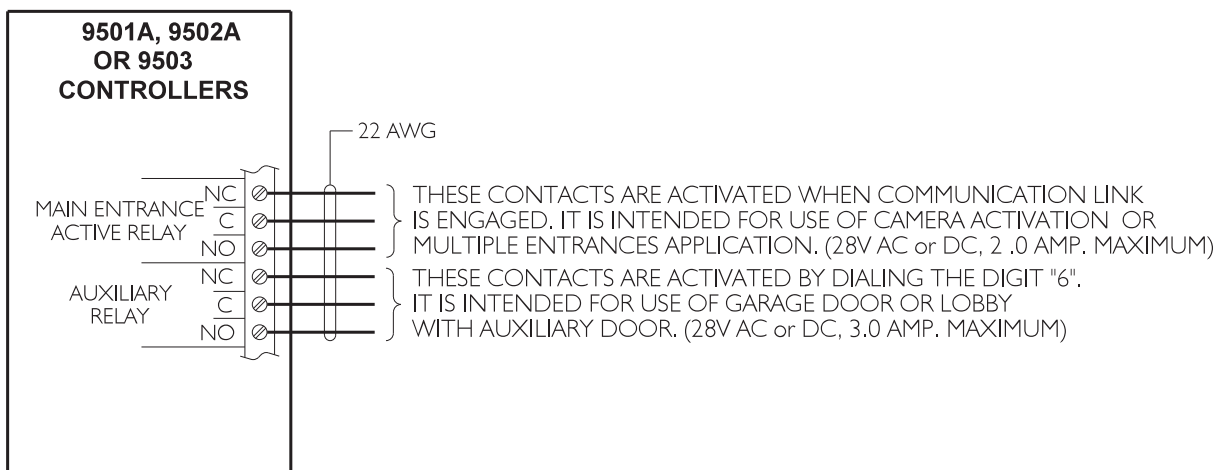 9501A, 9502A
OR 9503
CONTROLLERS
22 AWG
MAIN ENTRANCE
ACTIVE RELAY
NC
C
NO
THESE CONTACTS ARE ACTIVATED WHEN COMMUNICATION LINK
IS ENGAGED. IT IS INTENDED FOR USE OF CAMERA ACTIVATION OR
MULTIPLE ENTRANCES APPLICATION. (28V AC or DC, 2 .0 AMP. MAXIMUM)
AUXILIARY
RELAY
NC
C
NO
THESE CONTACTS ARE ACTIVATED BY DIALING THE DIGIT "6".
IT IS INTENDED FOR USE OF GARAGE DOOR OR LOBBY
WITH AUXILIARY DOOR. (28V AC or DC, 3.0 AMP. MAXIMUM)